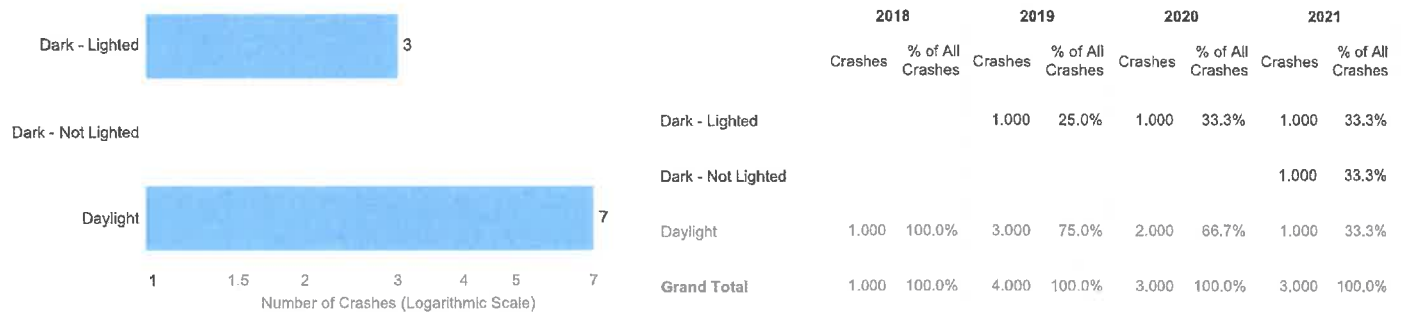 Dark - Lighted 3
Dark - Not Lighted
Daylight 7
1 1.5 2 3 4 5 7
Number of Crashes (Logarithmic Scale)
2018 2019 2020 2021
Crashes % of All Crashes Crashes % of All Crashes Crashes % of All Crashes Crashes % of All Crashes
Dark - Lighted 1.000 25.0% 1.000 33.3% 1.000 33.3%
Dark - Not Lighted 1.000 33.3%
Daylight 1.000 100.0% 3.000 75.0% 2.000 66.7% 1.000 33.3%
Grand Total 1.000 100.0% 4.000 100.0% 3.000 100.0% 3.000 100.0%